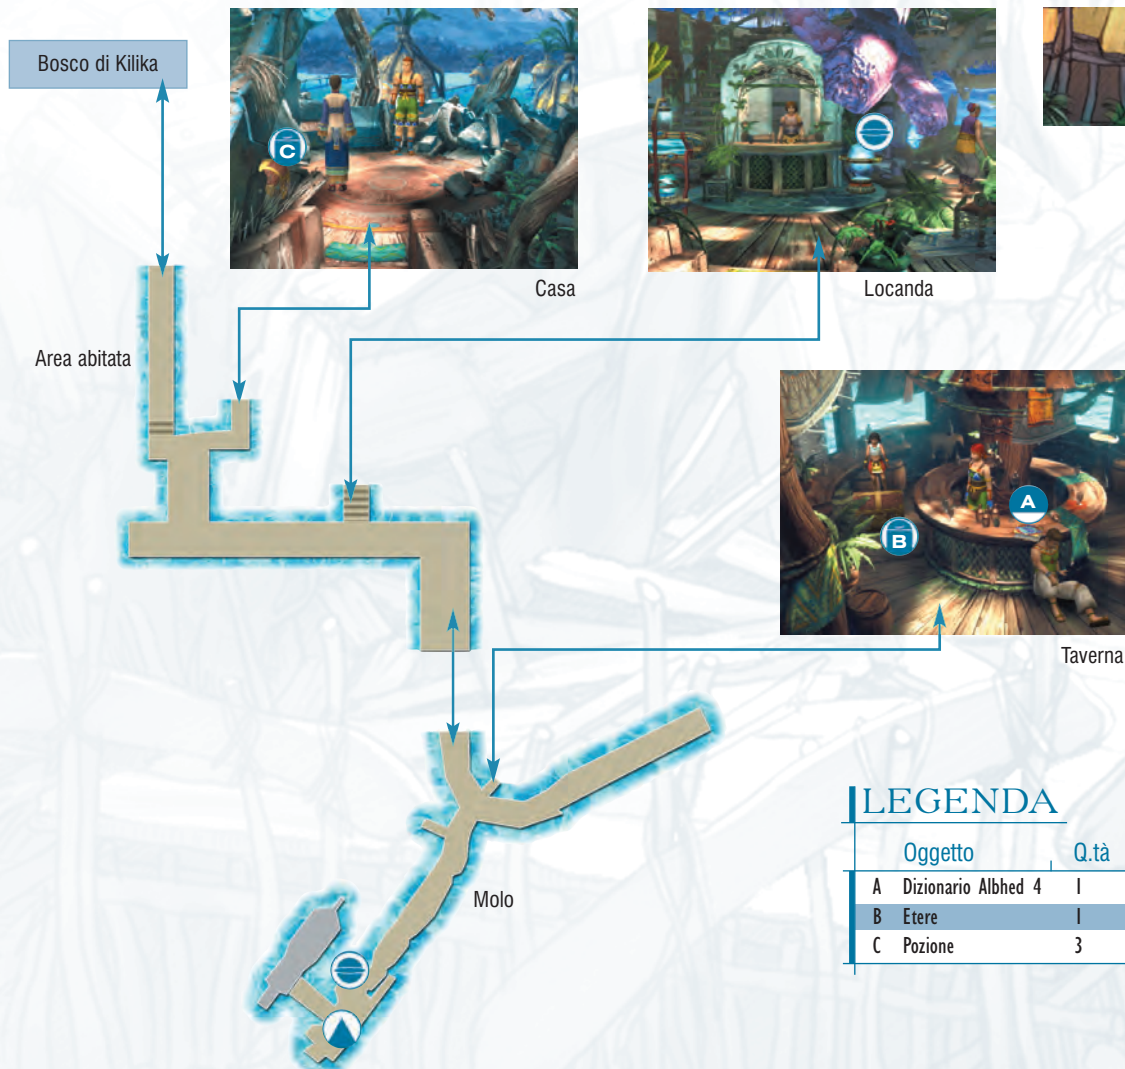 Bosco di Kilika
C
Casa
Locanda
Area abitata
A
B
Taverna
Molo
LEGENDA
Oggetto Q.tà
A Dizionario Albhed 4 1
B Etere 1
C Pozione 3